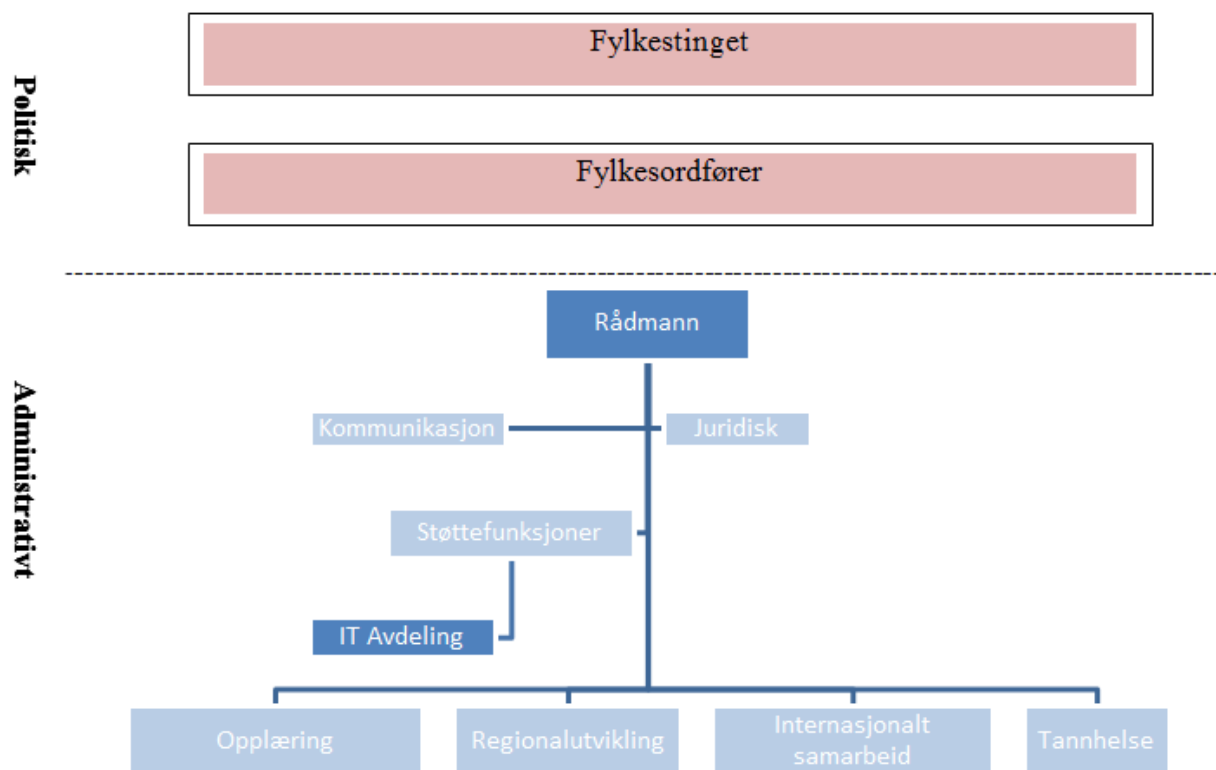 Politisk
Fylkestinget
Fylkesordfører
Administrativt
Rådmann
Kommunikasjon
Juridisk
Støttefunksjoner
IT Avdeling
Opplæring
Regionalutvikling
Internasjonalt
samarbeid
Tannhelse